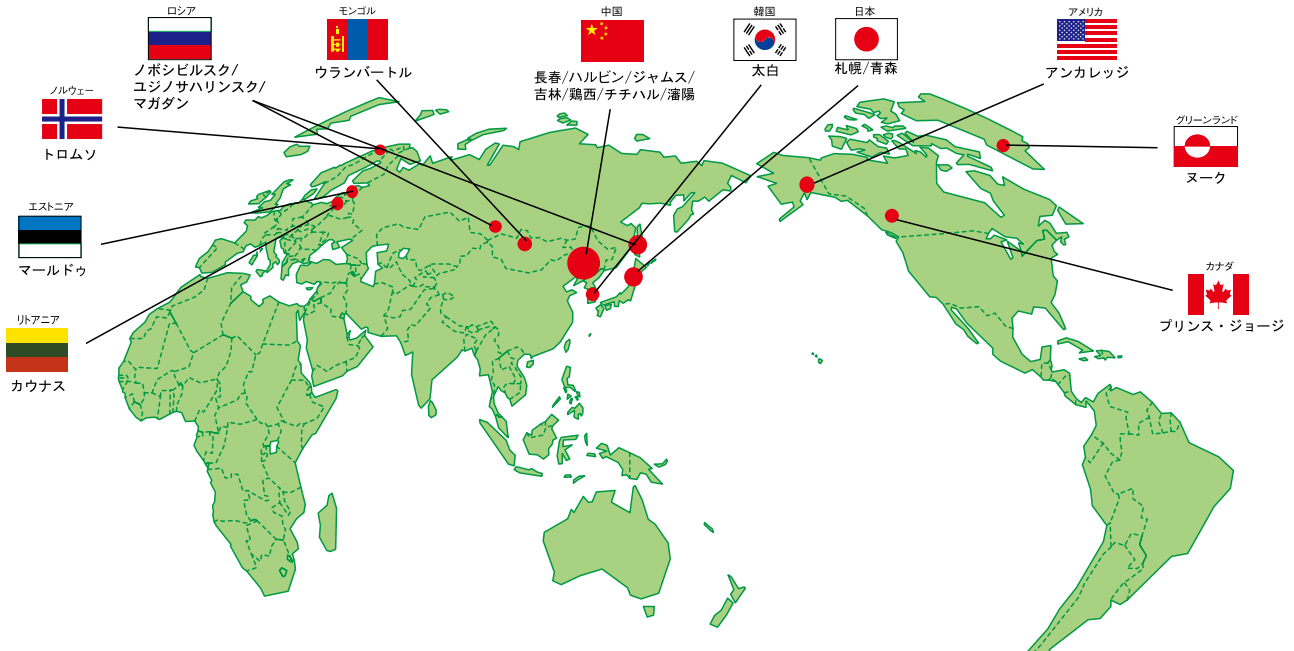 ロシア
ノボシビルスク/
ユジノサハリンスク/
マガダン
モンゴル
ウランバートル
中国
長春/ハルビン/ジャムス/
吉林/鶏西/チチハル/瀋陽
韓国
太白
日本
札幌/青森
アメリカ
アンカレッジ
ノルウェー
トロムソ
グリーンランド
ヌーク
エストニア
マールドゥ
カナダ
プリンス・ジョージ
リトアニア
カウナス